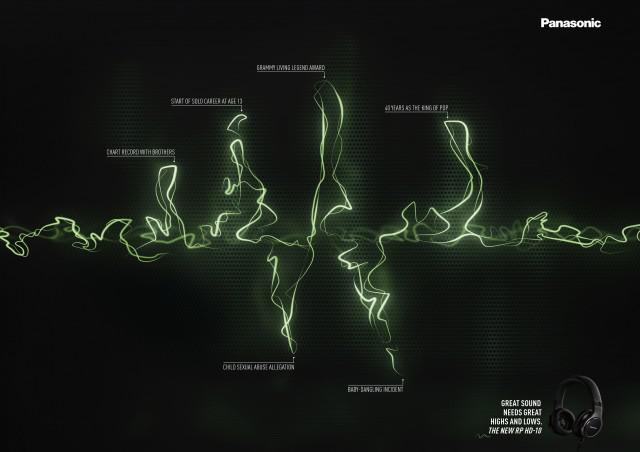 Panasonic
GRAMMY LIVING LEGEND AWARD
START OF SOLO CAREER AT AGE 13
40 YEARS AS THE KING OF POP
CHART RECORD WITH BROTHERS
CHILD SEXUAL ABUSE ALLEGATION
BABY-DANGLING INCIDENT
GREAT SOUND
NEEDS GREAT
HIGHS AND LOWS.
THE NEW RP HD-10